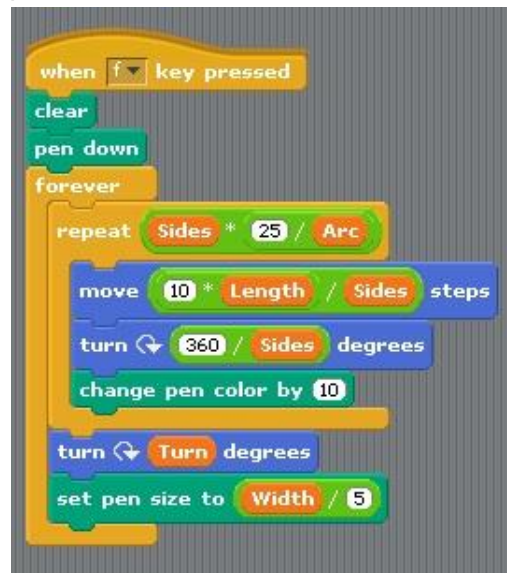 when f key pressed
clear
pen down
forever
repeat Sides * 25 / Arc
move 10 * Length / Sides steps
turn 360 / Sides degrees
change pen color by 10
turn Turn degrees
set pen size to Width / 5